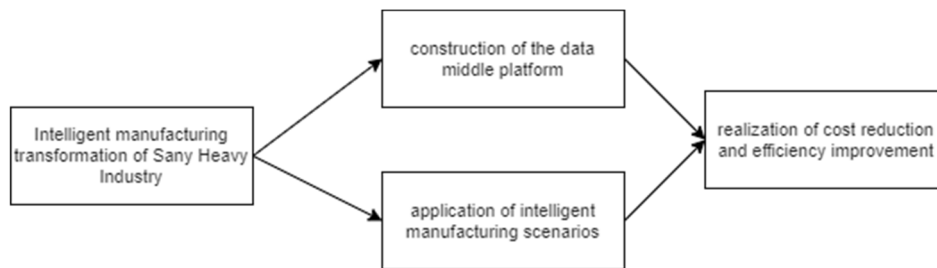 construction of the data
middle platform
Intelligent manufacturing
transformation of Sany Heavy
Industry
realization of cost reduction
and efficiency improvement
application of intelligent
manufacturing scenarios